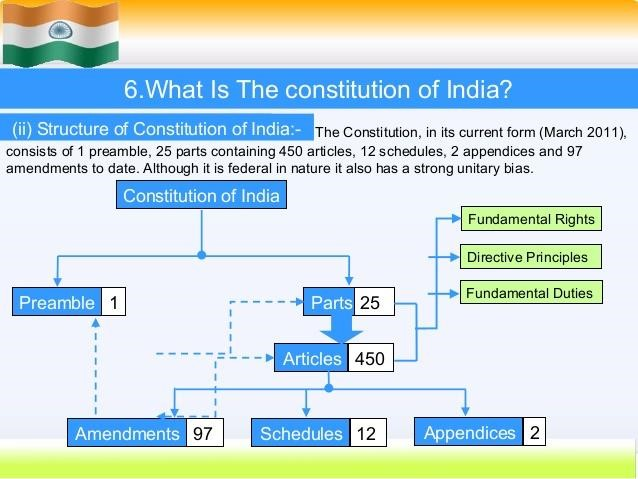 6.What Is The constitution of India?
(ii) Structure of Constitution of India:- The Constitution, in its current form (March 2011),
consists of 1 preamble, 25 parts containing 450 articles, 12 schedules, 2 appendices and 97
amendments to date. Although it is federal in nature it also has a strong unitary bias.
Constitution of India
Fundamental Rights
Directive Principles
Fundamental Duties
Preamble 1
Parts 25
Articles 450
Amendments 97
Schedules 12
Appendices 2